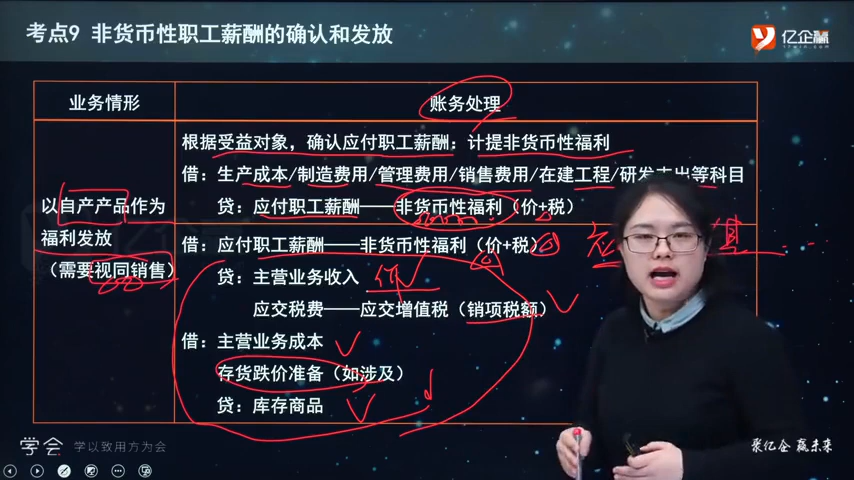 考点9 非货币性职工薪酬的确认和发放
亿企赢
业务情形
账务处理
根据受益对象，确认应付职工薪酬：计提非货币性福利
借：生产成本/制造费用/管理费用/销售费用/在建工程/研发支出等科目
贷：应付职工薪酬——非货币性福利（价+税）
以自产产品作为
福利发放
（需要视同销售）
借：应付职工薪酬——非货币性福利（价+税）
贷：主营业务收入
价
应交税费——应交增值税（销项税额）
借：主营业务成本
存货跌价准备（如涉及）
贷：库存商品
学会 学以致用方为会
聚亿企 赢未来